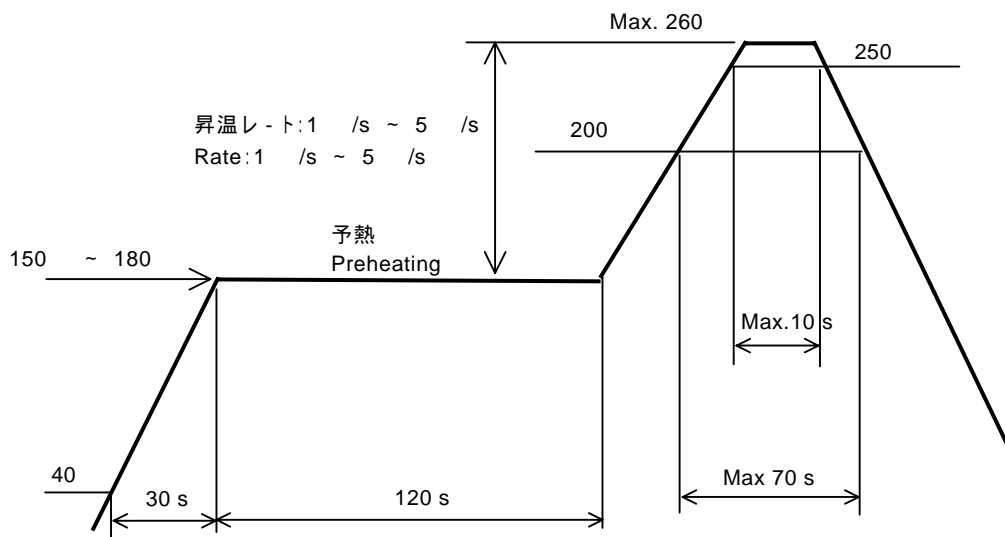 Max. 260
250
昇温レ-ト:1 /s ~ 5 /s
Rate:1 /s ~ 5 /s
200
予熱
Preheating
150 ~ 180
Max.10 s
40
30 s
120 s
Max 70 s